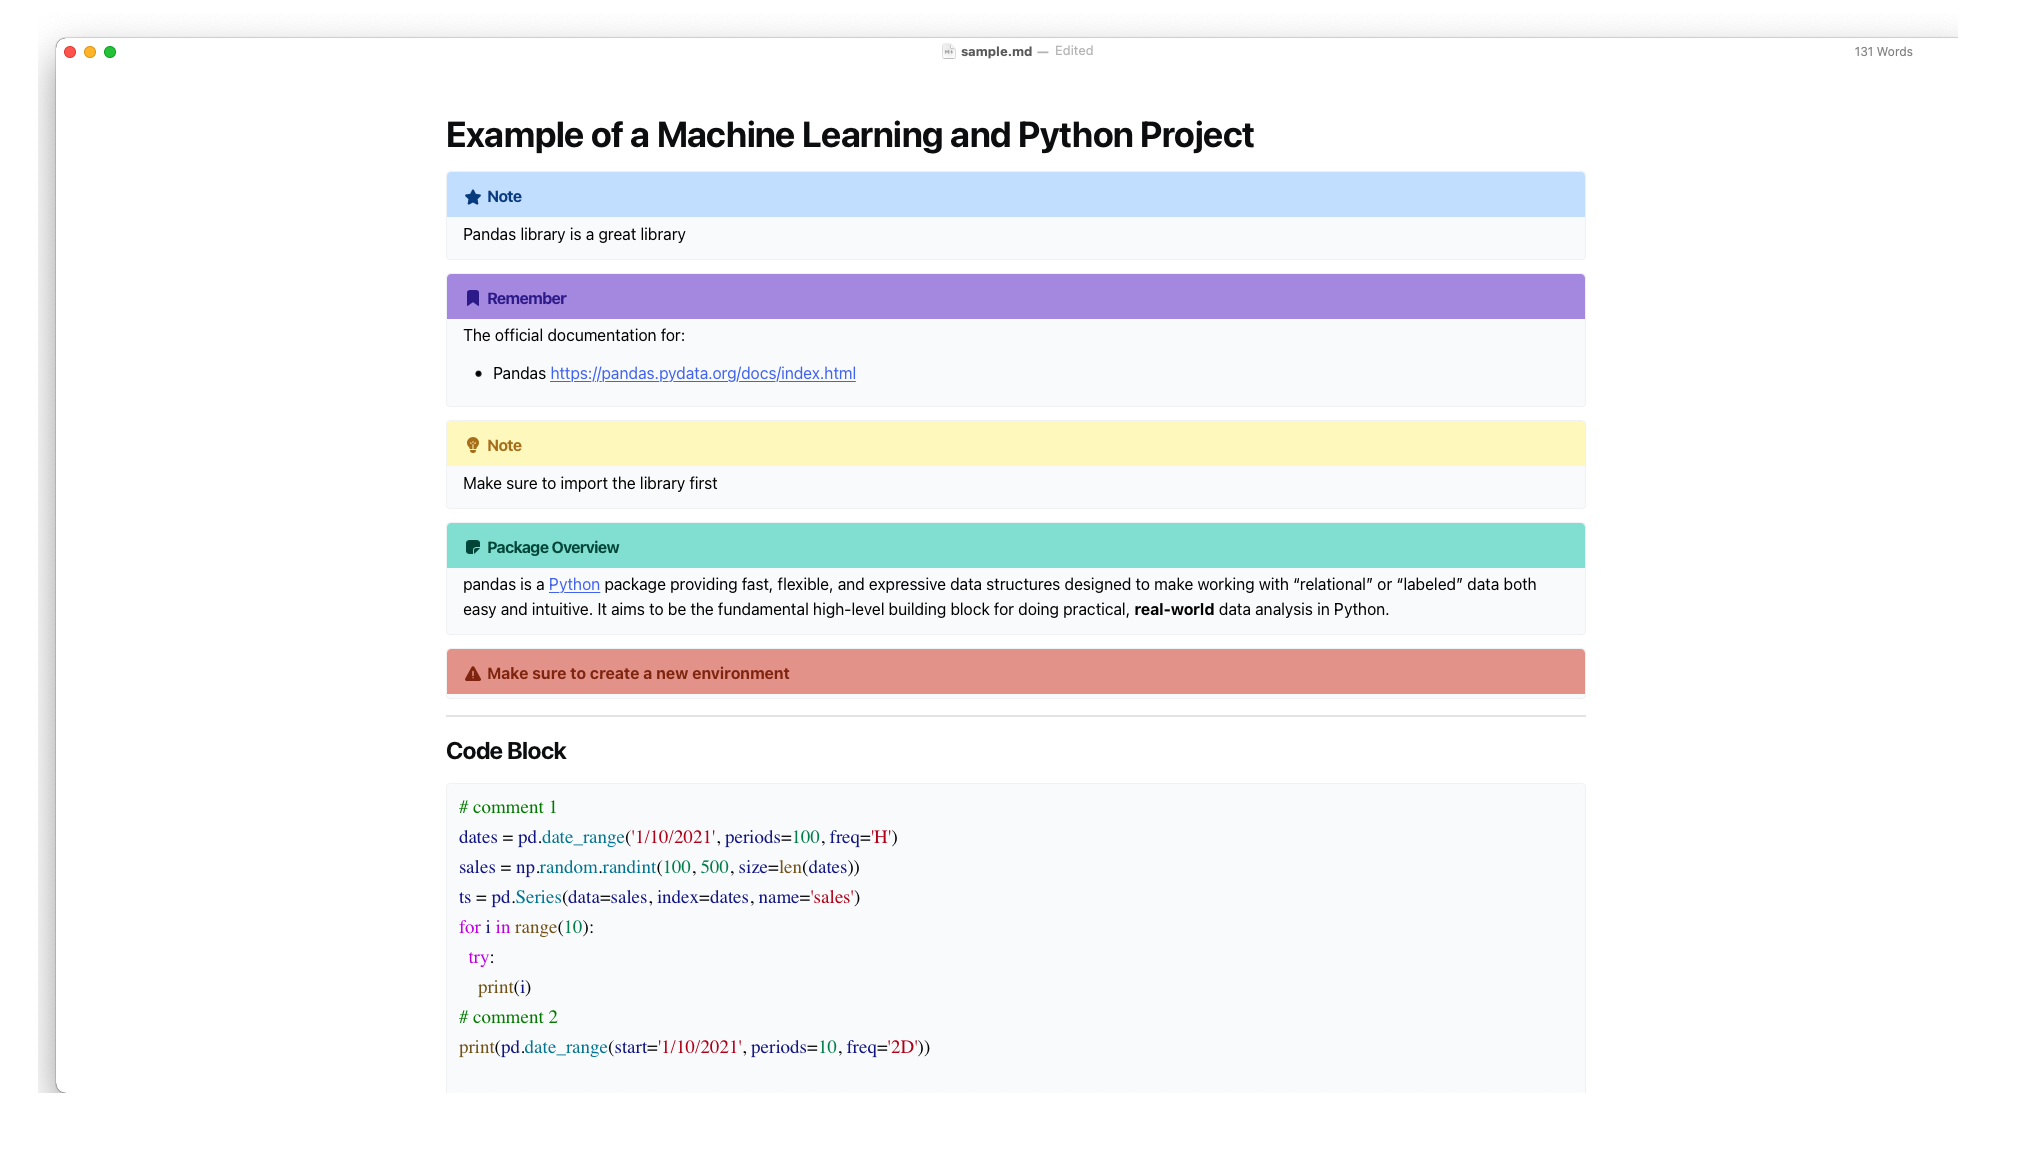 sample.md — Edited
131 Words
Example of a Machine Learning and Python Project
Note
Pandas library is a great library
Remember
The official documentation for:
• Pandas https://pandas.pydata.org/docs/index.html
Note
Make sure to import the library first
Package Overview
pandas is a Python package providing fast, flexible, and expressive data structures designed to make working with “relational” or “labeled” data both
easy and intuitive. It aims to be the fundamental high-level building block for doing practical, real-world data analysis in Python.
Make sure to create a new environment
Code Block
# comment 1
dates = pd.date_range('1/10/2021', periods=100, freq='H')
sales = np.random.randint(100, 500, size=len(dates))
ts = pd.Series(data=sales, index=dates, name='sales')
for i in range(10):
  try:
    print(i)
# comment 2
print(pd.date_range(start='1/10/2021', periods=10, freq='2D'))